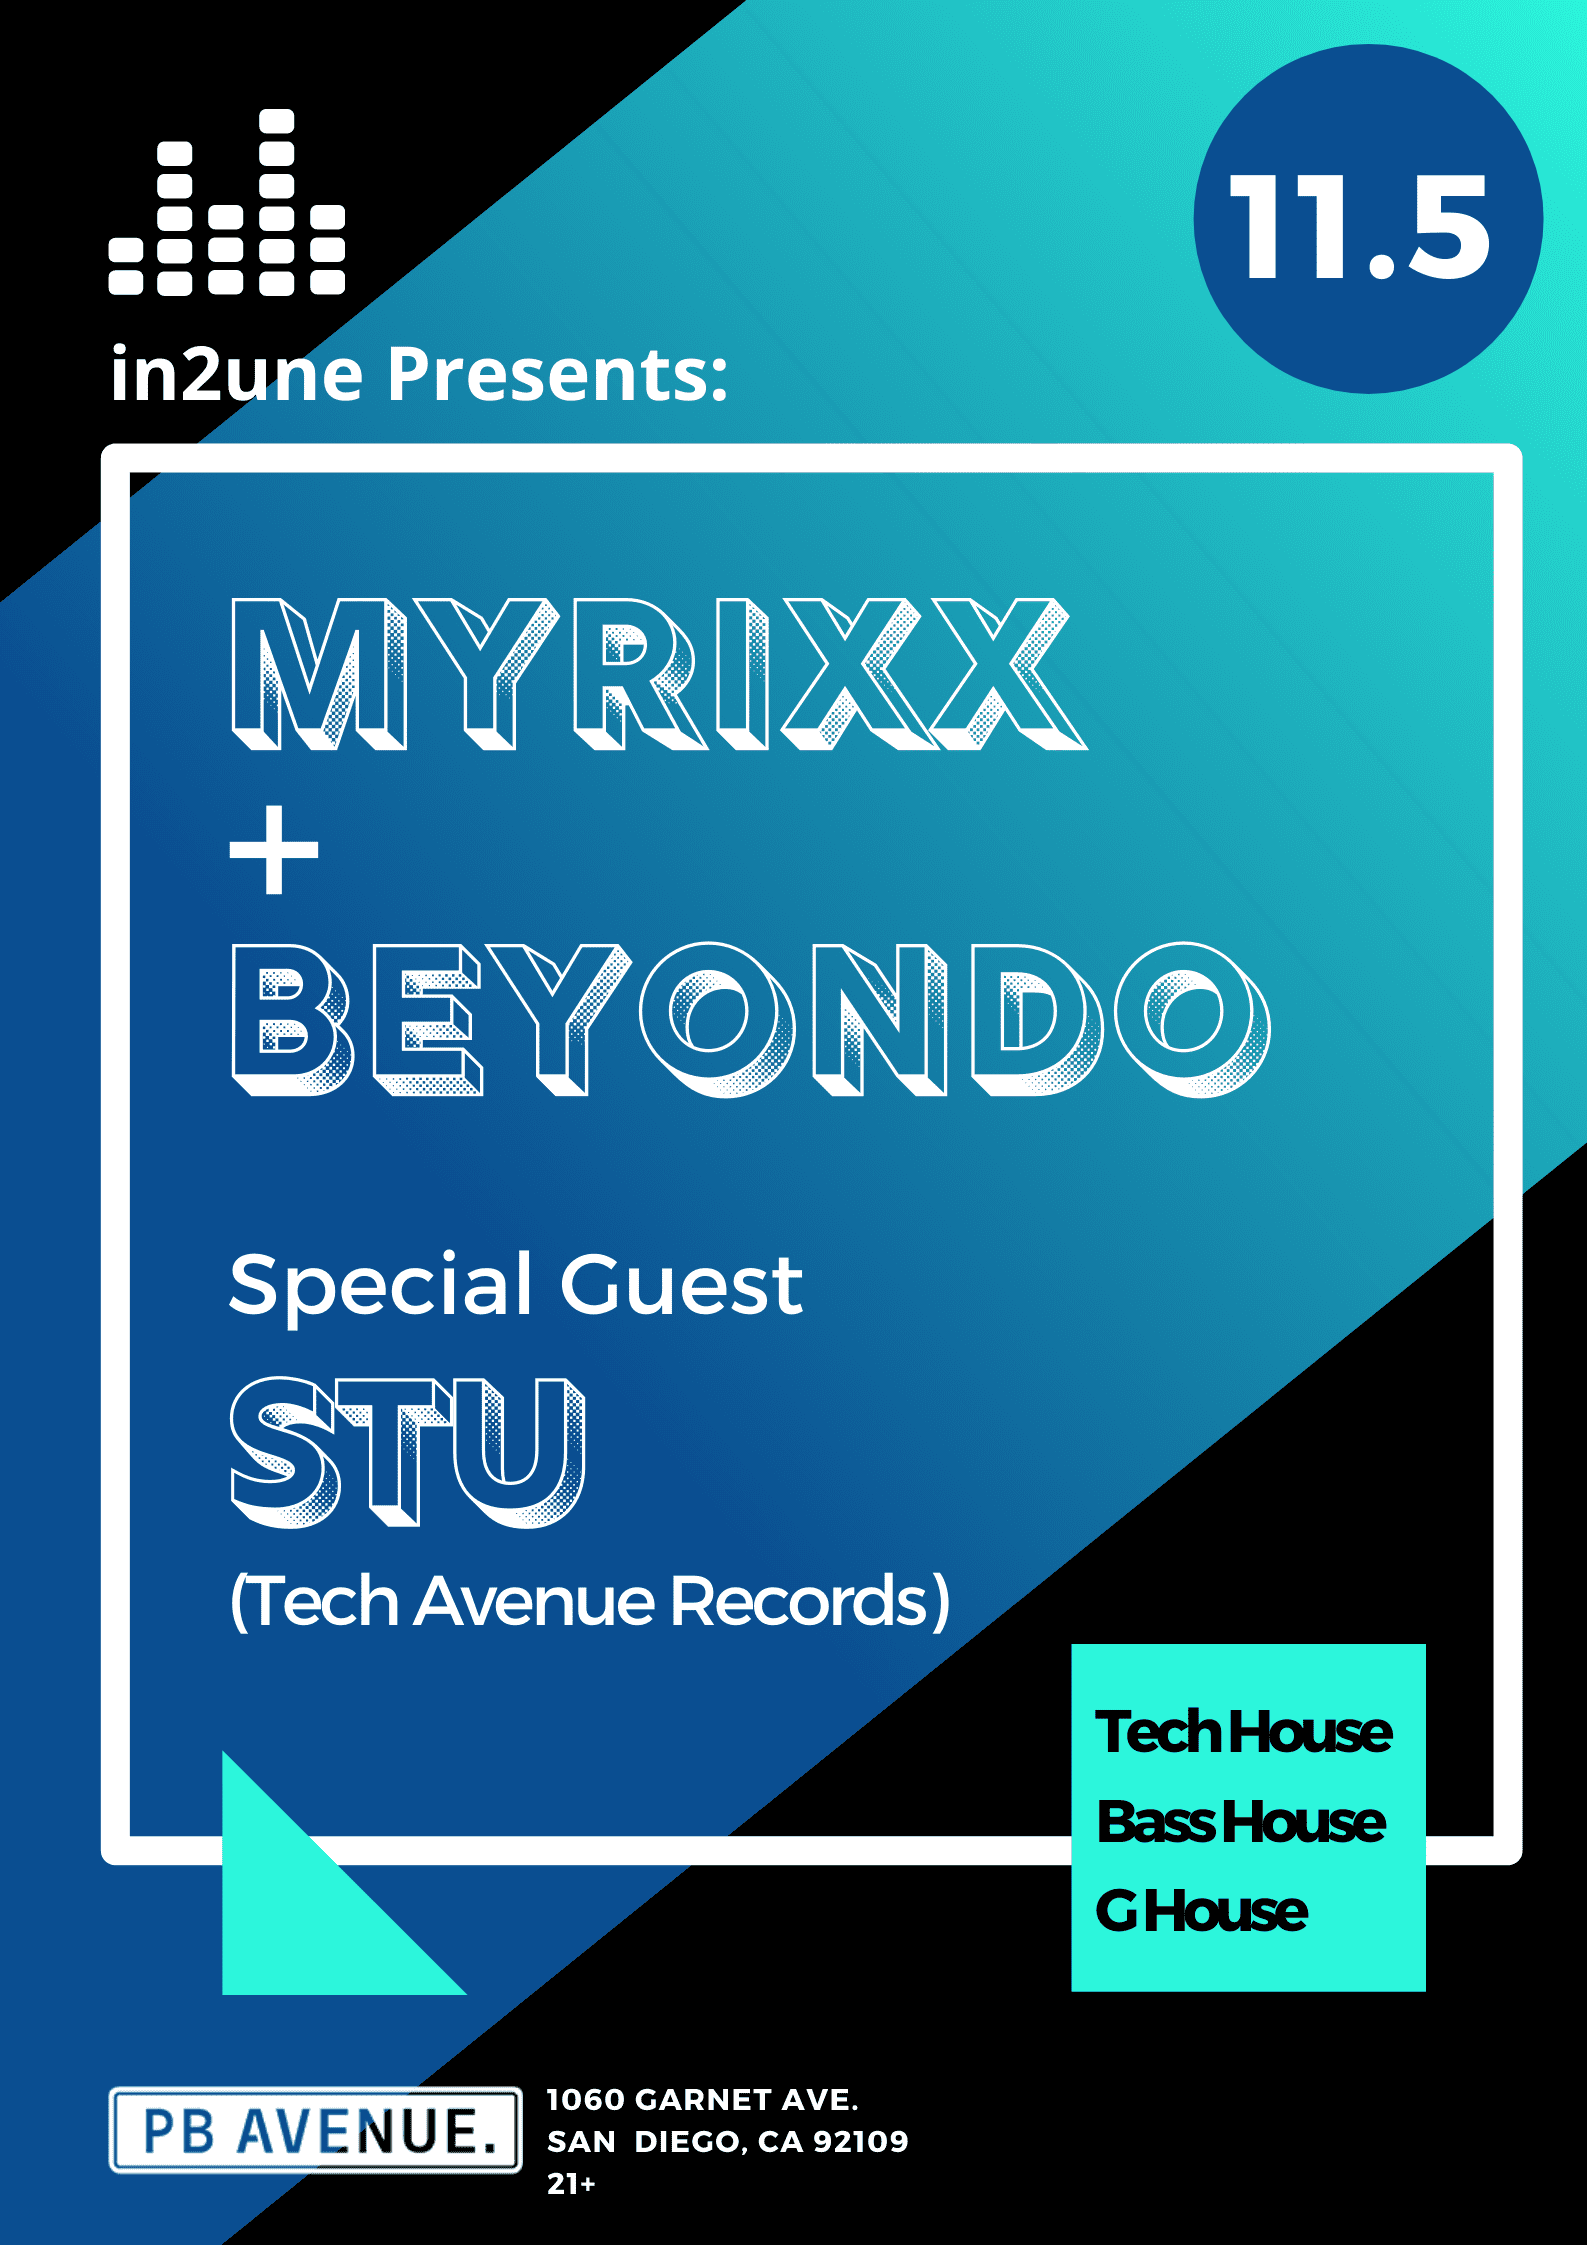 11.5
in2une Presents:
MYRIXX
+
BEYONDO
Special Guest
STU
(Tech Avenue Records)
Tech House
Bass House
G House
PB AVENUE.
1060 GARNET AVE.
SAN DIEGO, CA 92109
21+